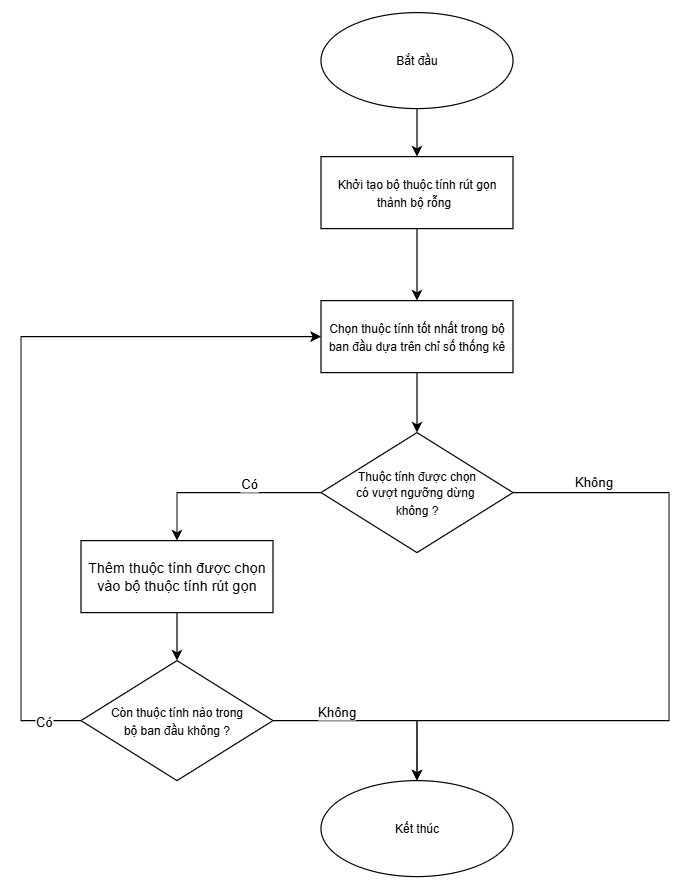 Bắt đầu
Khởi tạo bộ thuộc tính rút gọn
thành bộ rỗng
Chọn thuộc tính tốt nhất trong bộ
ban đầu dựa trên chỉ số thống kê
Thuộc tính được chọn
có vượt ngưỡng dừng
không ?
Có
Không
Thêm thuộc tính được chọn
vào bộ thuộc tính rút gọn
Còn thuộc tính nào trong
bộ ban đầu không ?
Có
Không
Kết thúc